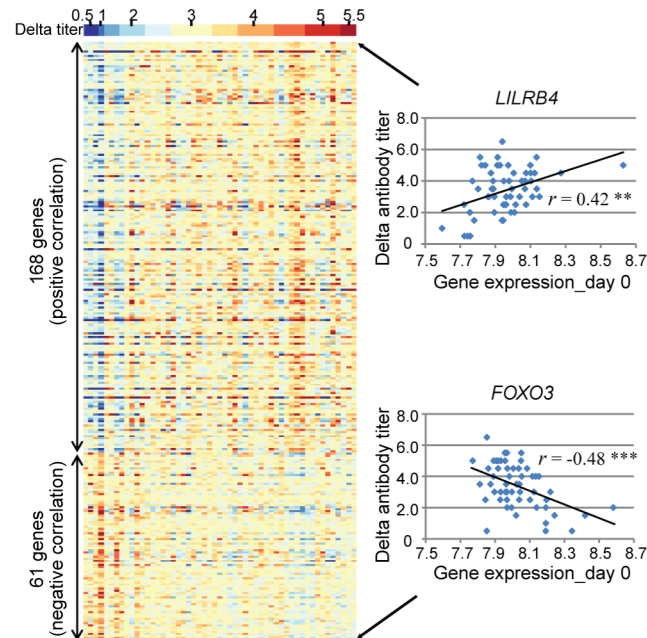 0.5 1 2 3 4 5 5.5
Delta titer
168 genes
(positive correlation)
61 genes
(negative correlation)
LILRB4
Delta antibody titer
8.0
6.0
4.0
2.0
0
r = 0.42 **
7.5 7.7 7.9 8.1 8.3 8.5 8.7
Gene expression_day 0
FOXO3
Delta antibody titer
8.0
6.0
4.0
2.0
0
r = -0.48 ***
7.5 7.7 7.9 8.1 8.3 8.5 8.7
Gene expression_day 0